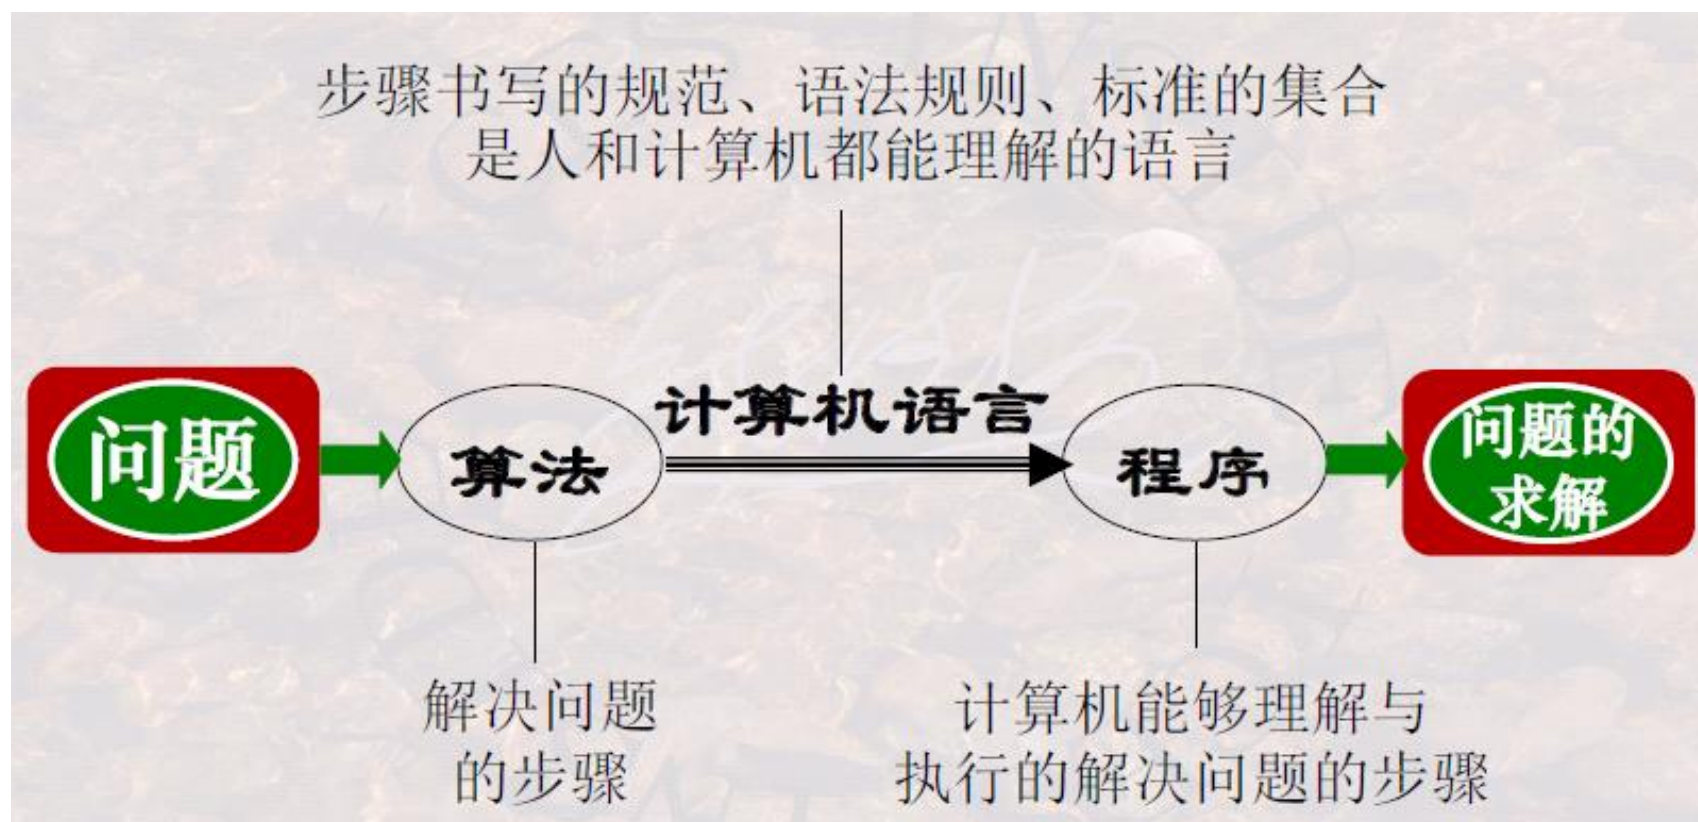 步骤书写的规范、语法规则、标准的集合
是人和计算机都能理解的语言
计算机语言
问题
算法
程序
问题的
求解
解决问题
的步骤
计算机能够理解与
执行的解决问题的步骤